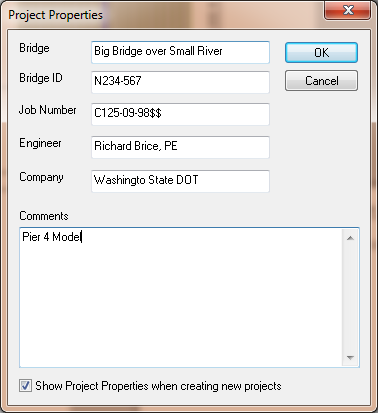 Project Properties
Bridge Big Bridge over Small River OK
Bridge ID N234-567 Cancel
Job Number C125-09-98$$
Engineer Richard Brice, PE
Company Washingto State DOT
Comments
Pier 4 Model
Show Project Properties when creating new projects